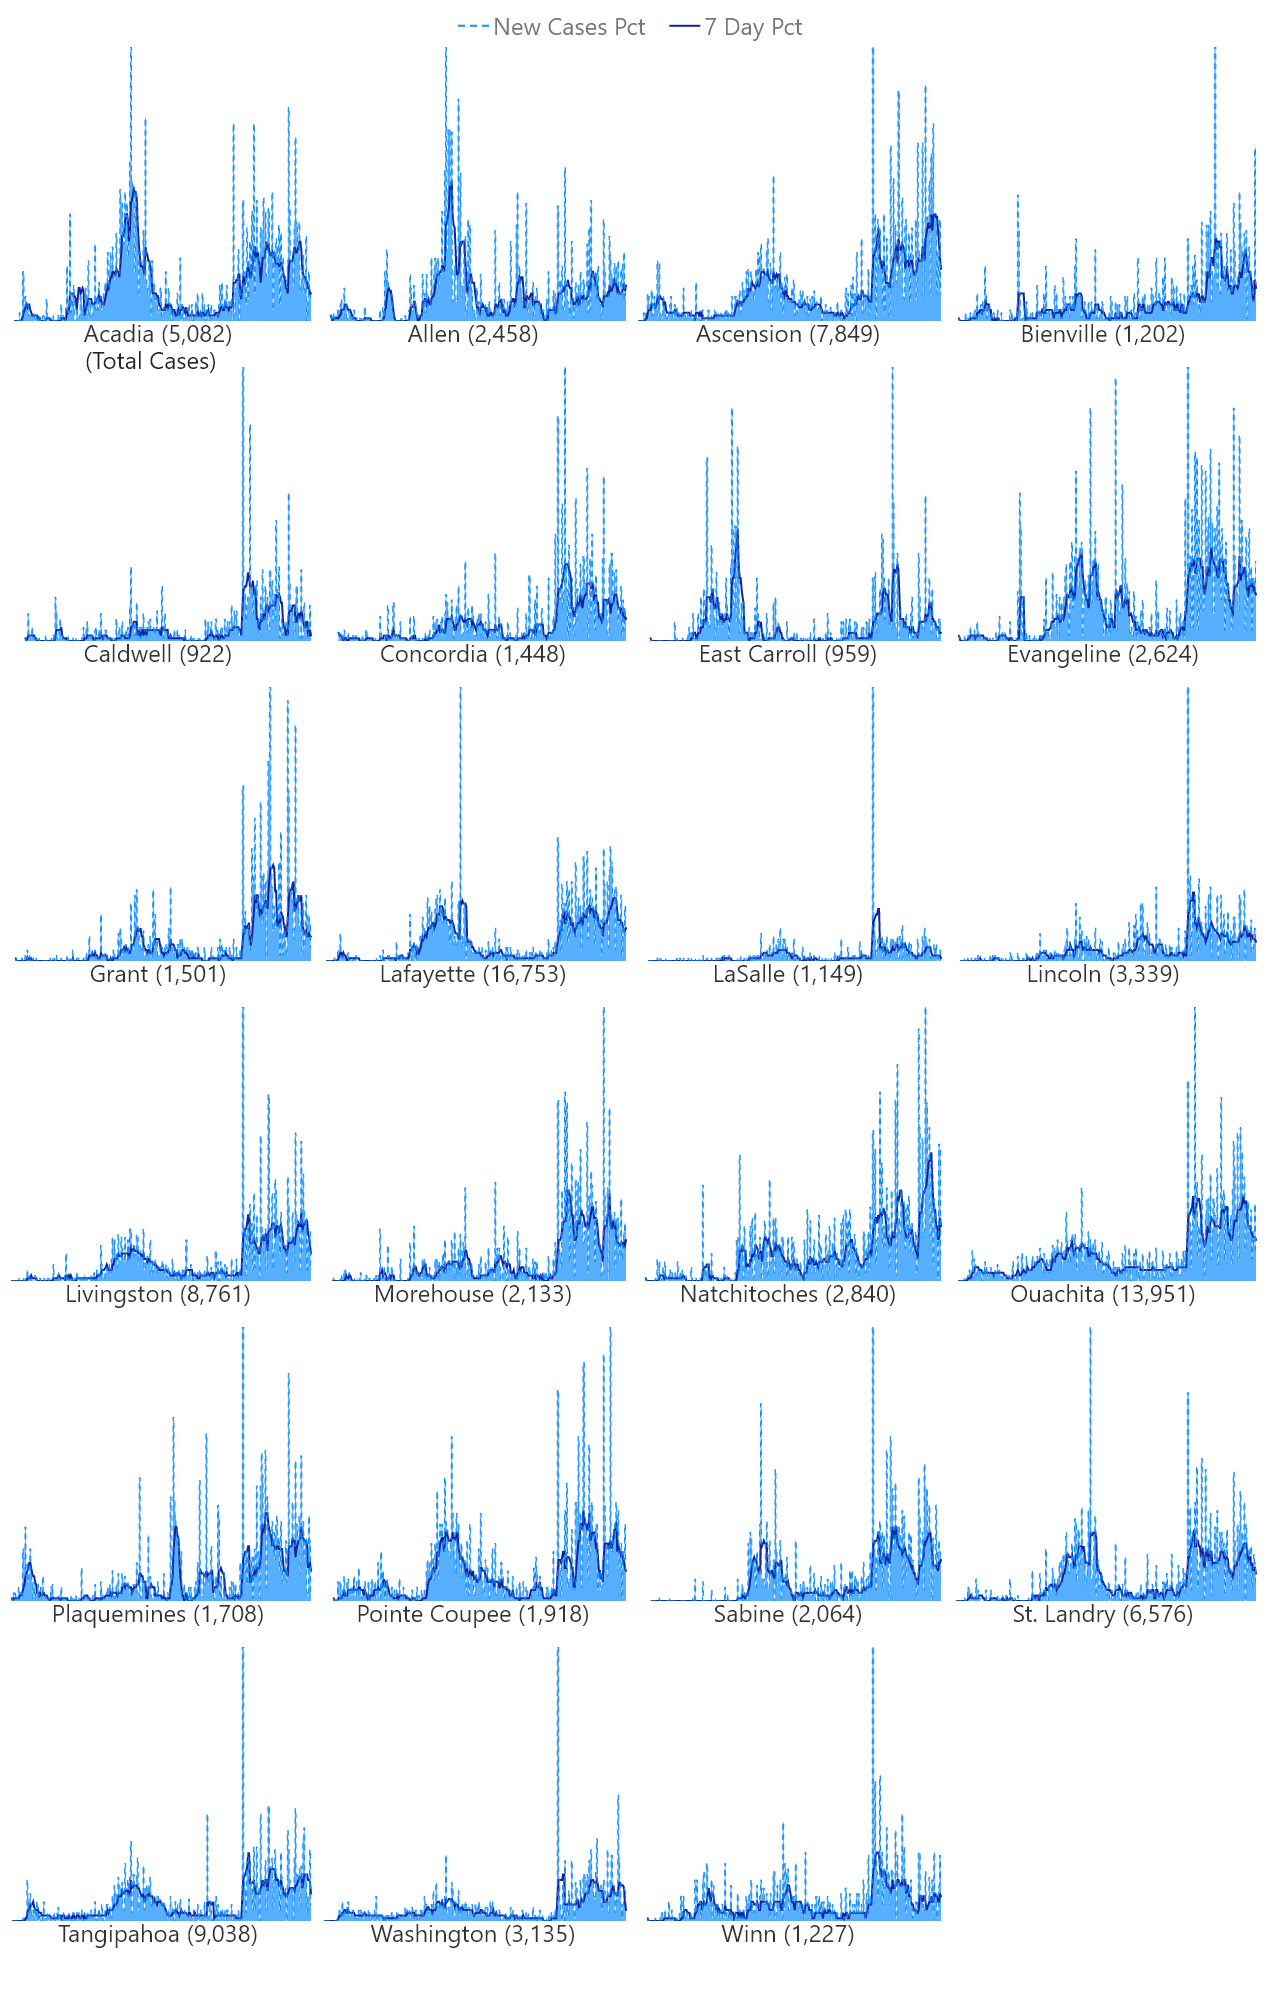 New Cases Pct 7 Day Pct
Acadia (5,082) Allen (2,458) Ascension (7,849) Bienville (1,202)
(Total Cases)
Caldwell (922) Concordia (1,448) East Carroll (959) Evangeline (2,624)
Grant (1,501) Lafayette (16,753) LaSalle (1,149) Lincoln (3,339)
Livingston (8,761) Morehouse (2,133) Natchitoches (2,840) Ouachita (13,951)
Plaquemines (1,708) Pointe Coupee (1,918) Sabine (2,064) St. Landry (6,576)
Tangipahoa (9,038) Washington (3,135) Winn (1,227)